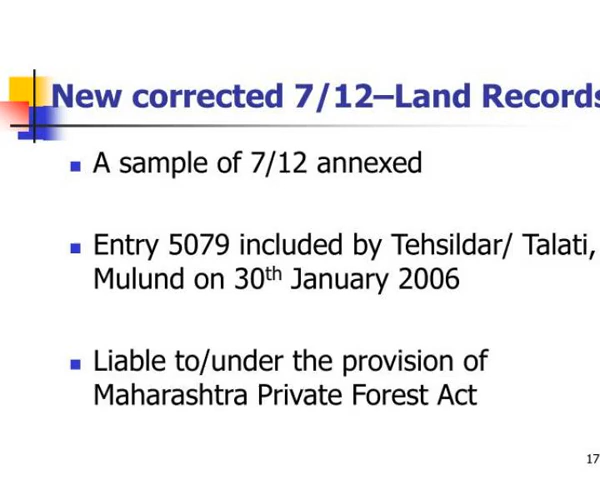 New corrected 7/12–Land Records
A sample of 7/12 annexed
Entry 5079 included by Tehsildar/ Talati,
Mulund on 30th January 2006
Liable to/under the provision of
Maharashtra Private Forest Act
17